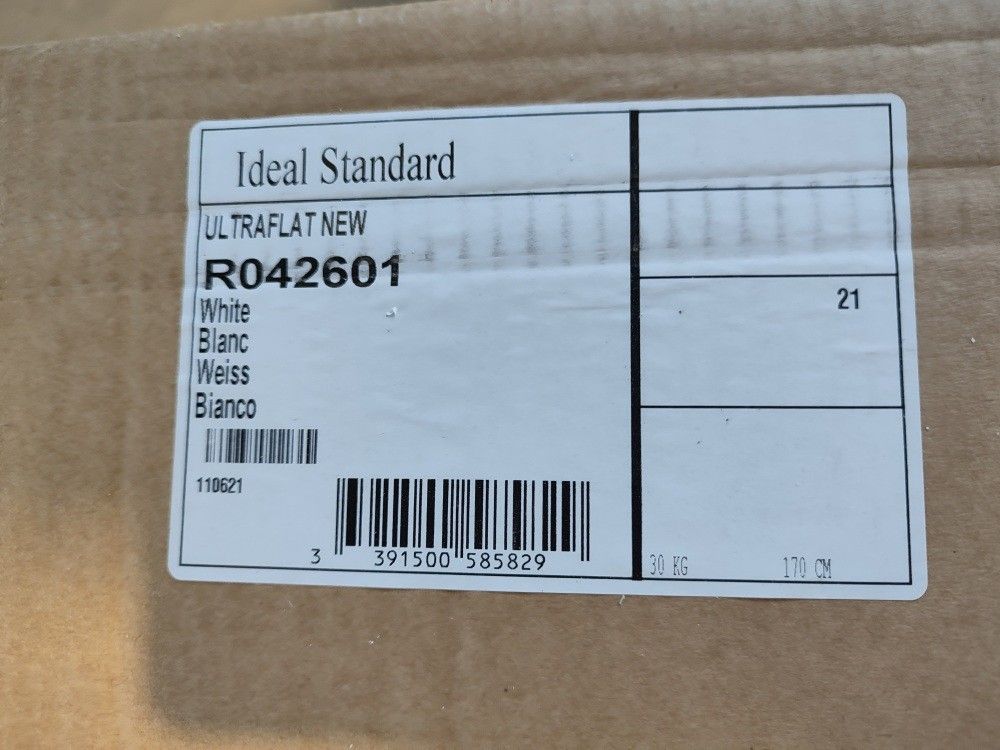 Ideal Standard
ULTRAFLAT NEW
R042601
White
Blanc
Weiss
Bianco
110621
3 391500 585829
21
30 KG 170 CM